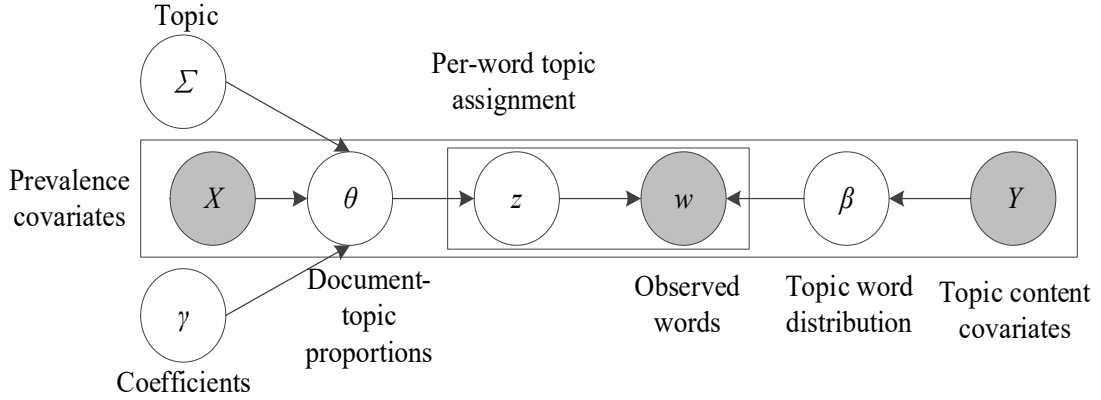 Topic
Σ
Per-word topic
assignment
Prevalence
covariates
X
θ
z
w
β
Y
γ
Coefficients
Document-
topic
proportions
Observed
words
Topic word
distribution
Topic content
covariates